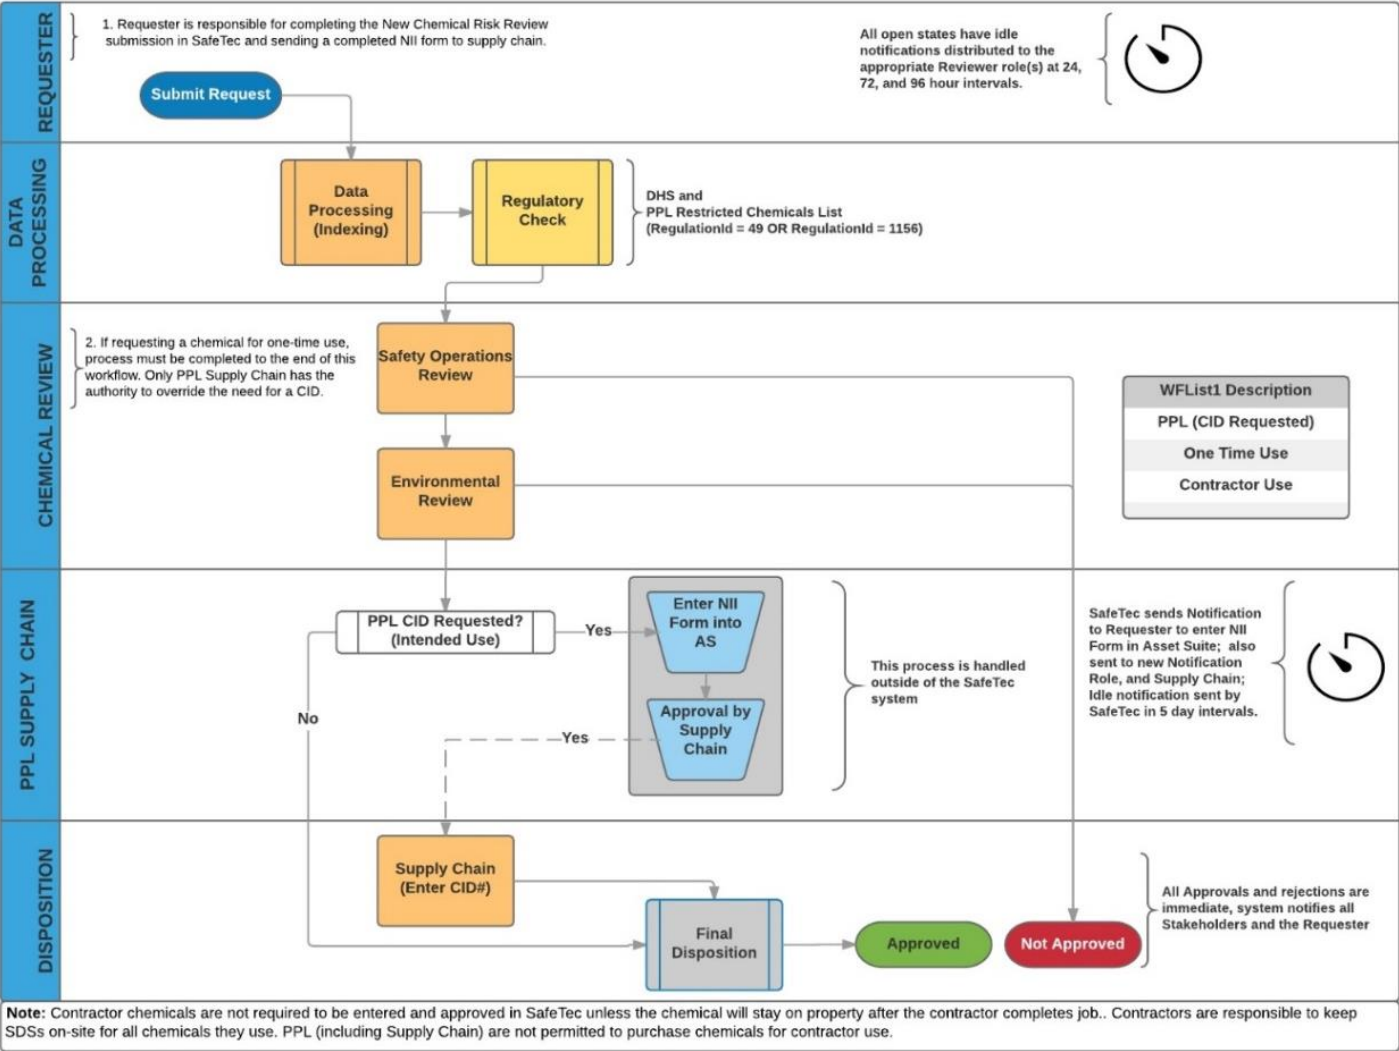 REQUESTER
1. Requester is responsible for completing the New Chemical Risk Review
submission in SafeTec and sending a completed NII form to supply chain.
All open states have idle
notifications distributed to the
appropriate Reviewer role(s) at 24,
72, and 96 hour intervals.
Submit Request
DATA
PROCESSING
Data
Processing
(Indexing)
Regulatory
Check
DHS and
PPL Restricted Chemicals List
(RegulationId = 49 OR RegulationId = 1156)
CHEMICAL REVIEW
2. If requesting a chemical for one-time use,
process must be completed to the end of this
workflow. Only PPL Supply Chain has the
authority to override the need for a CID.
Safety Operations
Review
Environmental
Review
WFList1 Description
PPL (CID Requested)
One Time Use
Contractor Use
PPL SUPPLY CHAIN
PPL CID Requested?
(Intended Use)
Yes
Enter NII
Form into
AS
This process is handled
outside of the SafeTec
system
SafeTec sends Notification
to Requester to enter NII
Form in Asset Suite; also
sent to new Notification
Role, and Supply Chain;
Idle notification sent by
SafeTec in 5 day intervals.
No
Yes
Approval by
Supply
Chain
DISPOSITION
Supply Chain
(Enter CID#)
Final
Disposition
Approved
Not Approved
All Approvals and rejections are
immediate, system notifies all
Stakeholders and the Requester
Note: Contractor chemicals are not required to be entered and approved in SafeTec unless the chemical will stay on property after the contractor completes job.. Contractors are responsible to keep
SDSs on-site for all chemicals they use. PPL (including Supply Chain) are not permitted to purchase chemicals for contractor use.